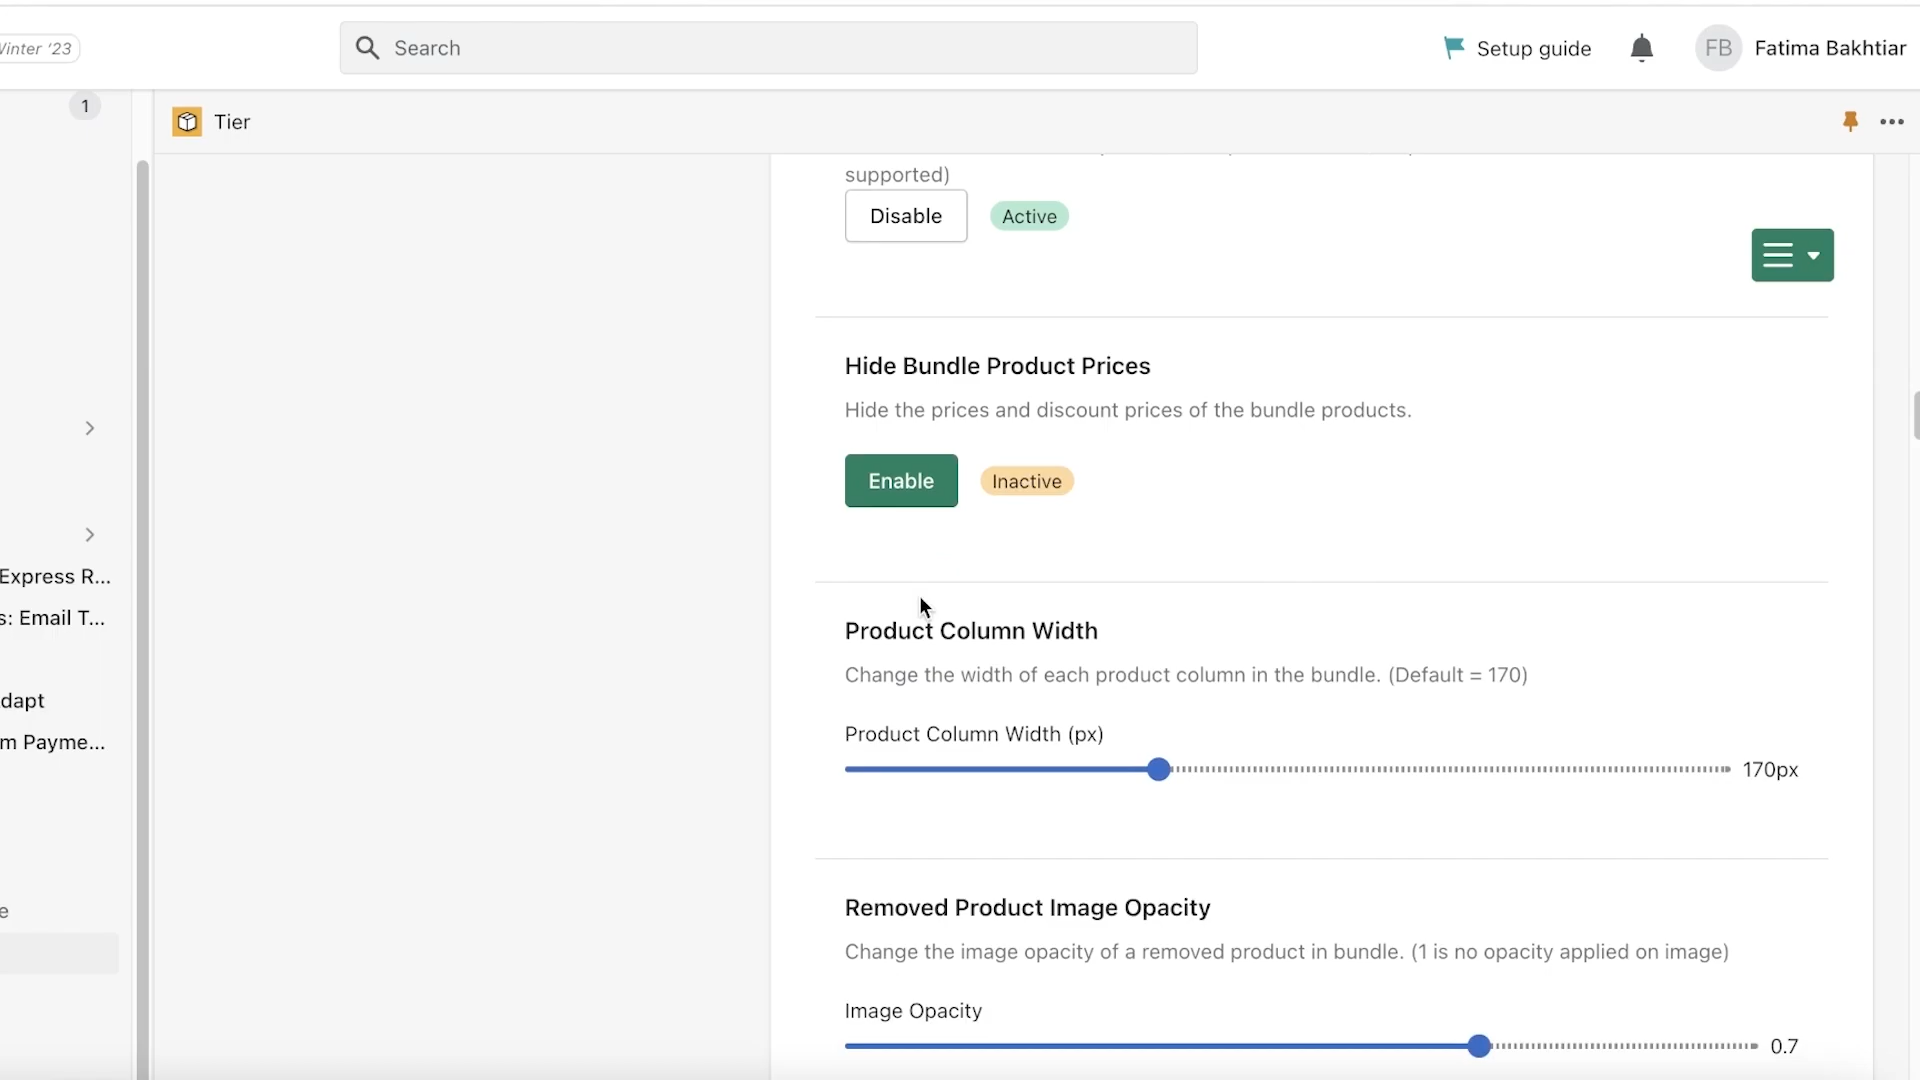 Winter '23
Search
Setup guide
FB
Fatima Bakhtiar
1
Tier
supported)
Disable
Active
Hide Bundle Product Prices
Hide the prices and discount prices of the bundle products.
Enable
Inactive
Express R...
s: Email T...
Product Column Width
Change the width of each product column in the bundle. (Default = 170)
dapt
Product Column Width (px)
m Payme...
170px
e
Removed Product Image Opacity
Change the image opacity of a removed product in bundle. (1 is no opacity applied on image)
Image Opacity
0.7